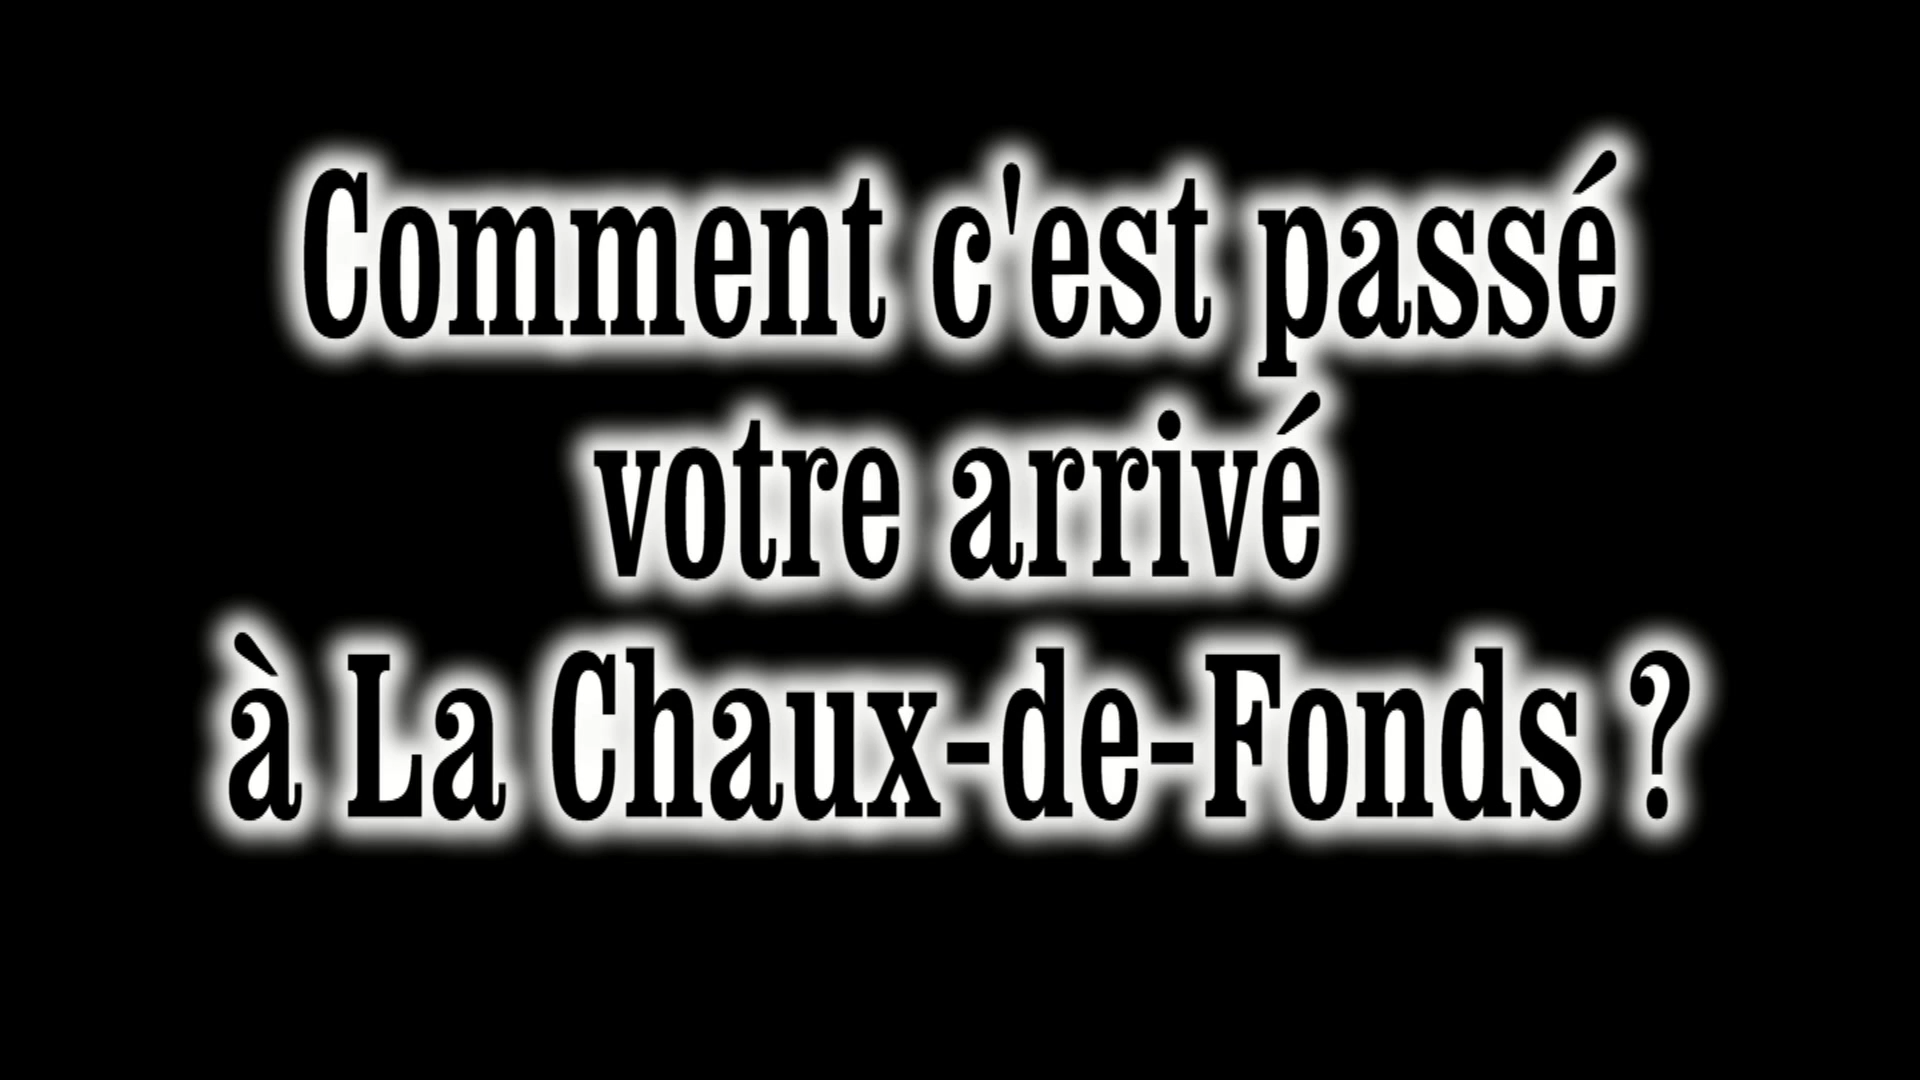 Comment c'est passé
votre arrivé
à La Chaux-de-Fonds ?